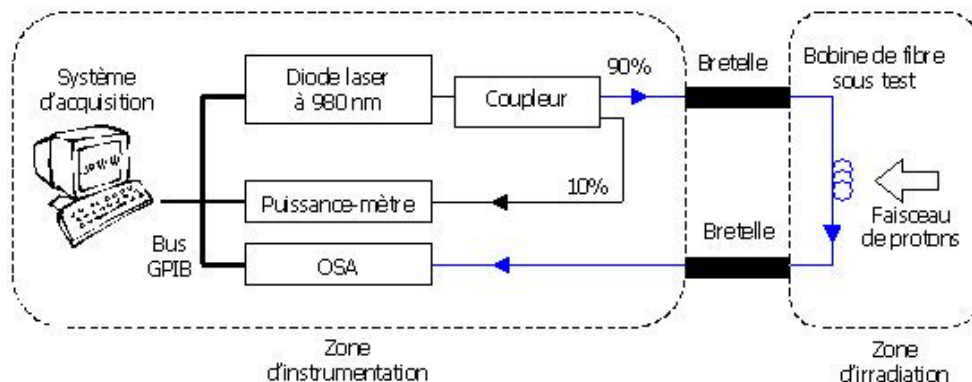 Système
d'acquisition
Diode laser
à 980 nm
Coupleur
90%
Bretelle
Bobine de fibre
sous test
Puissance-mètre
10%
Bus
GPIB
OSA
Bretelle
Faisceau
de protons
Zone
d'instrumentation
Zone
d'irradiation